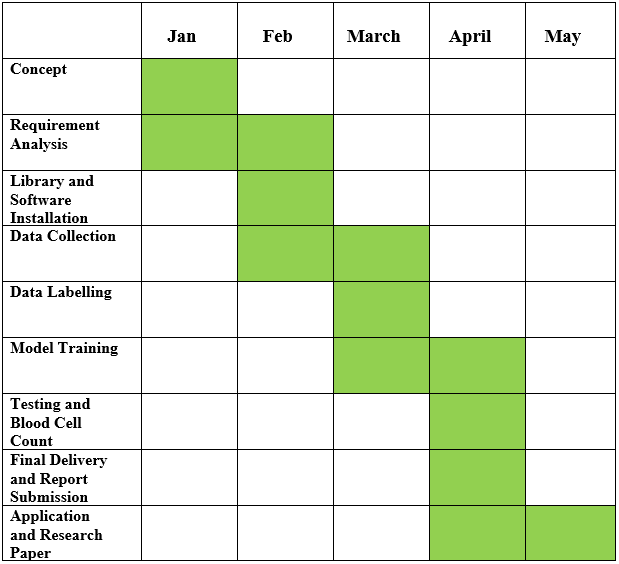 Jan Feb March April May
Concept
Requirement
Analysis
Library and
Software
Installation
Data Collection
Data Labelling
Model Training
Testing and
Blood Cell
Count
Final Delivery
and Report
Submission
Application
and Research
Paper